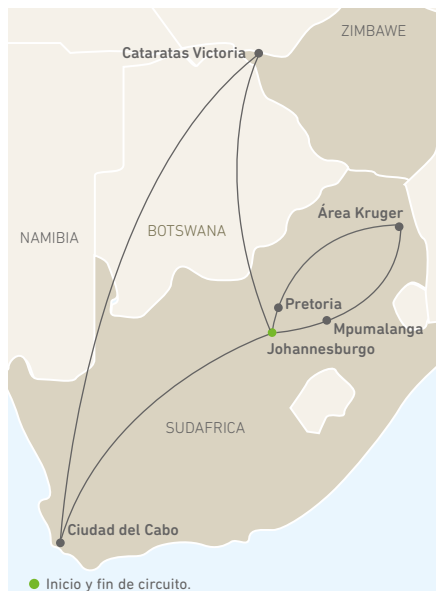 ZIMBAWE
Cataratas Victoria
Área Kruger
NAMIBIA
BOTSWANA
Pretoria
Mpumalanga
Johannesburgo
SUDAFRICA
Ciudad del Cabo
Inicio y fin de circuito.